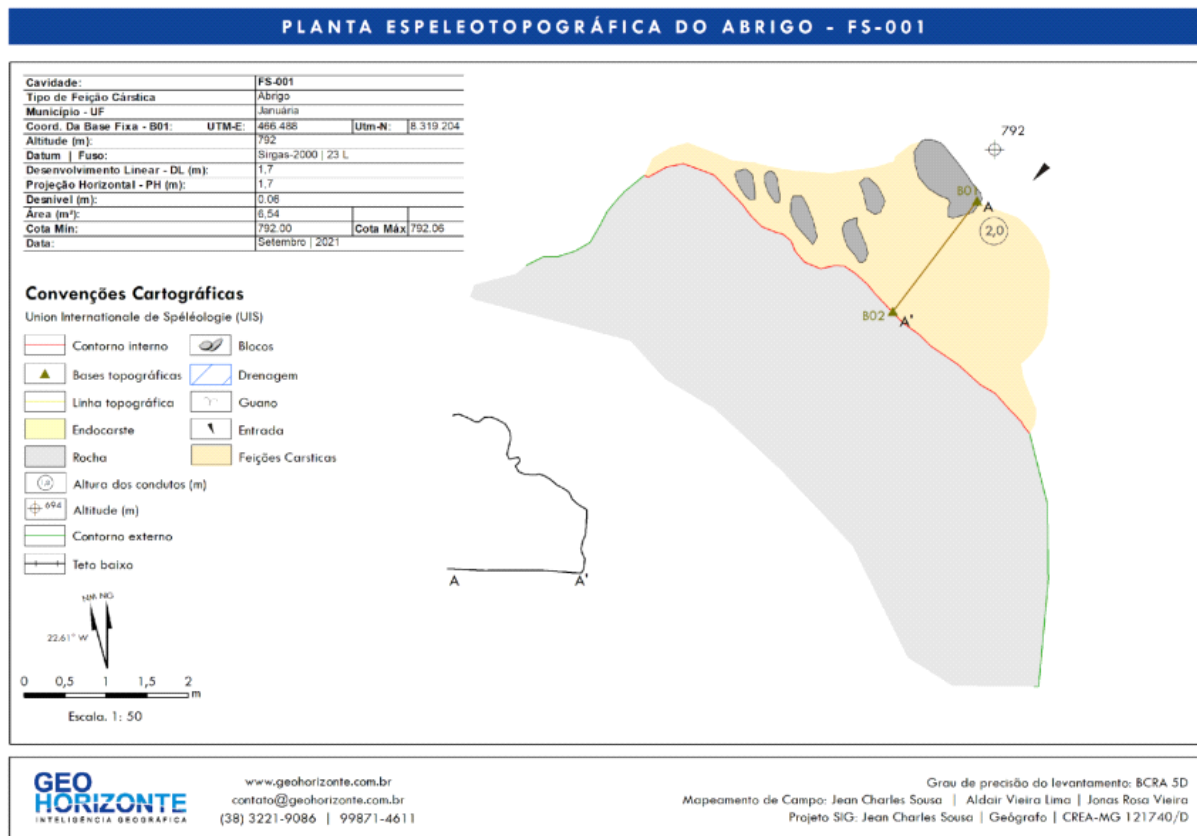 PLANTA ESPELEOTOPOGRÁFICA DO ABRIGO - FS-001
Cavidade: FS-001
Tipo de Feição Cárstica Abrigo
Município - UF Januária
Coord. Da Base Fixa - B01: UTM-E: 466.488 Utm-N: 8.319.204
Altitude (m): 792
Datum | Fuso: Sirgas-2000 | 23 L
Desenvolvimento Linear - DL (m): 1,7
Projeção Horizontal - PH (m): 1,7
Desnível (m): 0.06
Área (m²): 6,54
Cota Min: 792.00 Cota Máx 792.06
Data: Setembro | 2021
792
B01
A
2,0
B02
A'
Convenções Cartográficas
Union Internationale de Spéléologie (UIS)
Contorno interno Blocos
Bases topográficas Drenagem
Linha topográfica Guano
Endocarste Entrada
Rocha Feições Carsticas
Altura dos condutos (m)
694 Altitude (m)
Contorno externo
Teto baixo
A A'
NM NG
22.61° W
0 0,5 1 1,5 2
m
Escala. 1: 50
GEO
HORIZONTE
INTELIGÊNCIA GEOGRÁFICA
www.geohorizonte.com.br
contato@geohorizonte.com.br
(38) 3221-9086 | 99871-4611
Grau de precisão do levantamento: BCRA 5D
Mapeamento de Campo: Jean Charles Sousa | Aldair Vieira Lima | Jonas Rosa Vieira
Projeto SIG: Jean Charles Sousa | Geógrafo | CREA-MG 121740/D